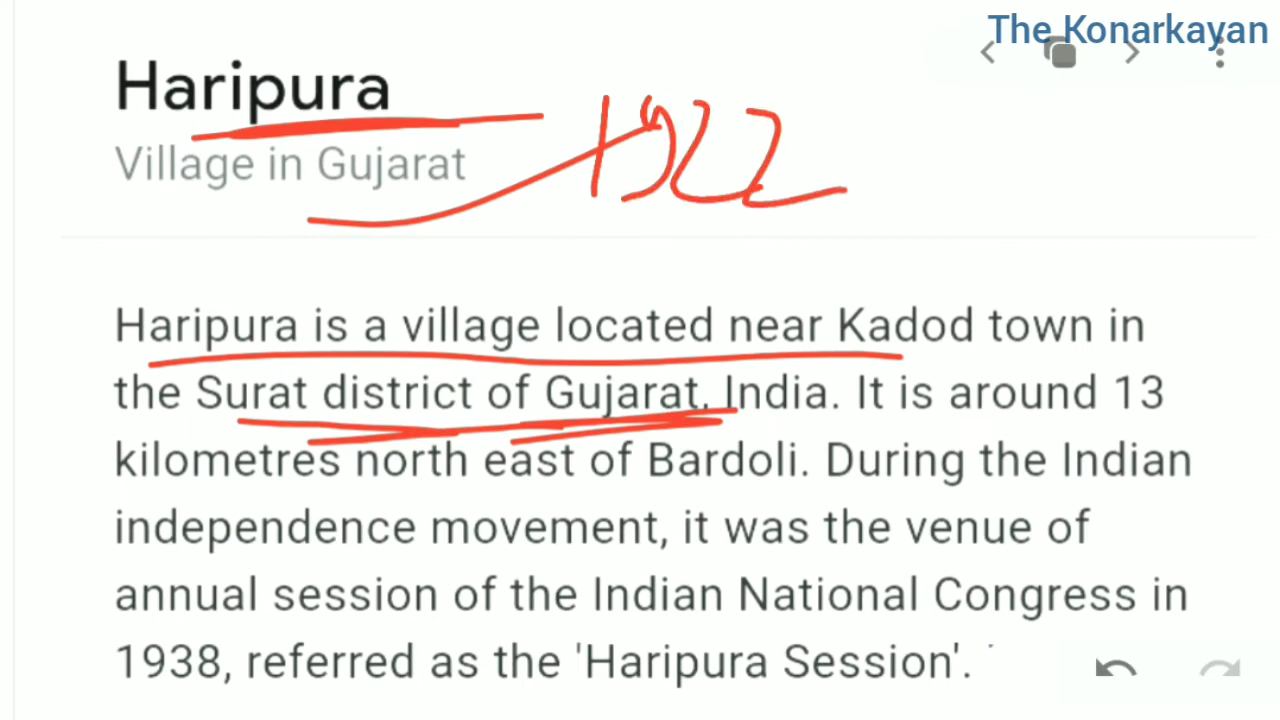 The Konarkayan
Haripura
1922
Village in Gujarat
Haripura is a village located near Kadod town in
the Surat district of Gujarat, India. It is around 13
kilometres north east of Bardoli. During the Indian
independence movement, it was the venue of
annual session of the Indian National Congress in
1938, referred as the 'Haripura Session'.